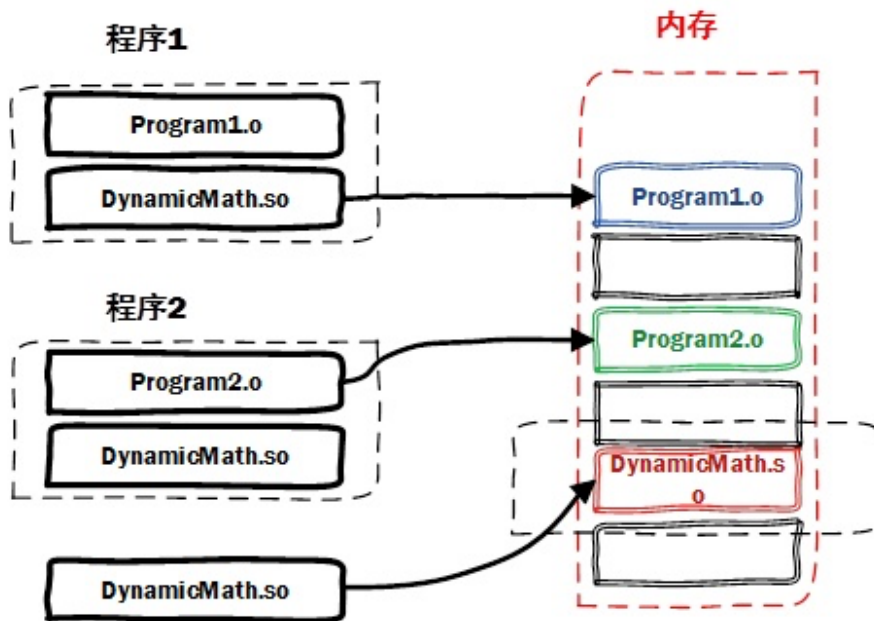 程序1
Program1.o
DynamicMath.so
程序2
Program2.o
DynamicMath.so
DynamicMath.so
内存
Program1.o
Program2.o
DynamicMath.s
o